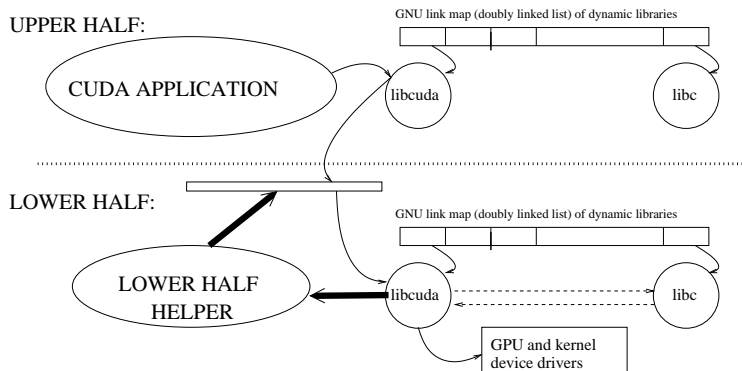 UPPER HALF:
GNU link map (doubly linked list) of dynamic libraries
CUDA APPLICATION
libcuda
libc
LOWER HALF:
GNU link map (doubly linked list) of dynamic libraries
LOWER HALF
HELPER
libcuda
libc
GPU and kernel
device drivers